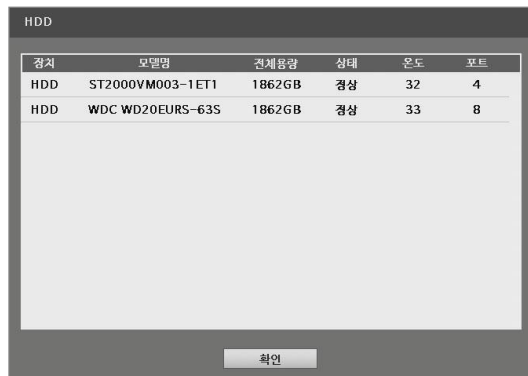 HDD
장치 모델명 전체용량 상태 온도 포트
HDD ST2000VM003-1ET1 1862GB 정상 32 4
HDD WDC WD20EURS-63S 1862GB 정상 33 8
확인